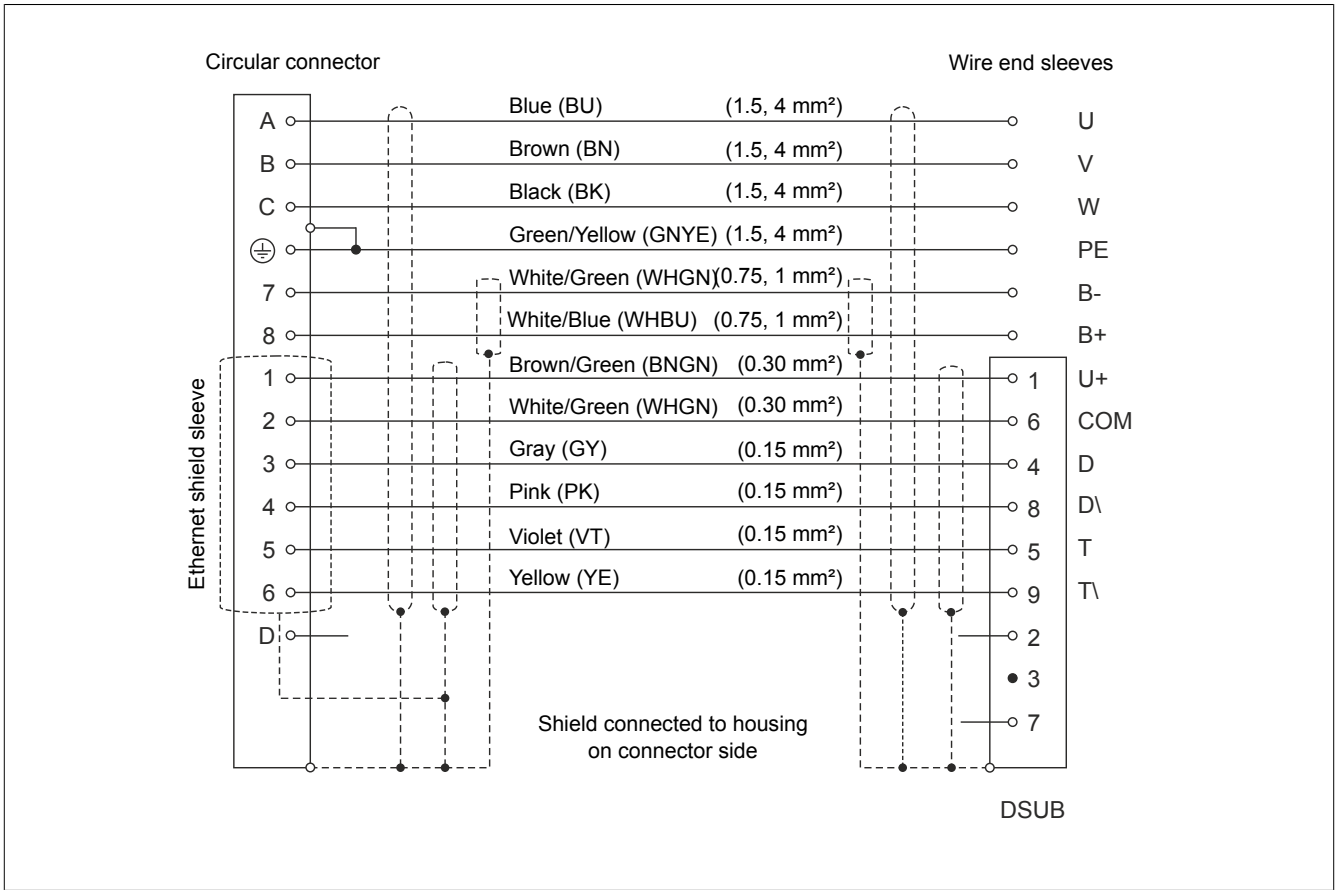 Circular connector
Wire end sleeves
A Blue (BU) (1.5, 4 mm²) U
B Brown (BN) (1.5, 4 mm²) V
C Black (BK) (1.5, 4 mm²) W
Green/Yellow (GNYE) (1.5, 4 mm²) PE
7 White/Green (WHGN) (0.75, 1 mm²) B-
8 White/Blue (WHBU) (0.75, 1 mm²) B+
Ethernet shield sleeve
1 Brown/Green (BNGN) (0.30 mm²) 1 U+
2 White/Green (WHGN) (0.30 mm²) 6 COM
3 Gray (GY) (0.15 mm²) 4 D
4 Pink (PK) (0.15 mm²) 8 D\
5 Violet (VT) (0.15 mm²) 5 T
6 Yellow (YE) (0.15 mm²) 9 T\
D 2
3
7
Shield connected to housing
on connector side
DSUB